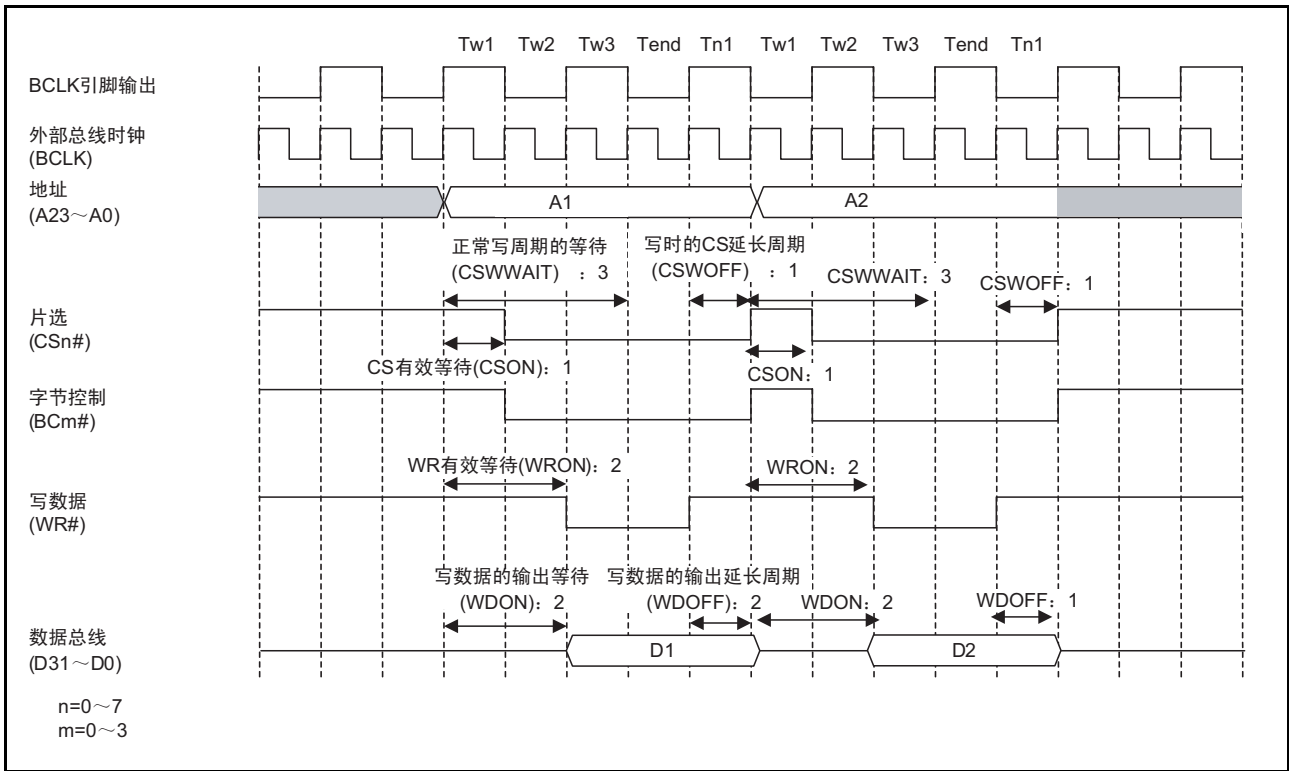 Tw1 Tw2 Tw3 Tend Tn1 Tw1 Tw2 Tw3 Tend Tn1
BCLK引脚输出
外部总线时钟
(BCLK)
地址
(A23～A0)
A1 A2
正常写周期的等待 写时的CS延长周期
(CSWWAIT) ：3 (CSWOFF) ：1 CSWWAIT：3 CSWOFF：1
片选
(CSn#)
CS有效等待(CSON)：1 CSON：1
字节控制
(BCm#)
WR有效等待(WRON)：2 WRON：2
写数据
(WR#)
写数据的输出等待 写数据的输出延长周期
(WDON)：2 (WDOFF)：2 WDON：2 WDOFF：1
数据总线
(D31～D0)
D1 D2
n=0～7
m=0～3